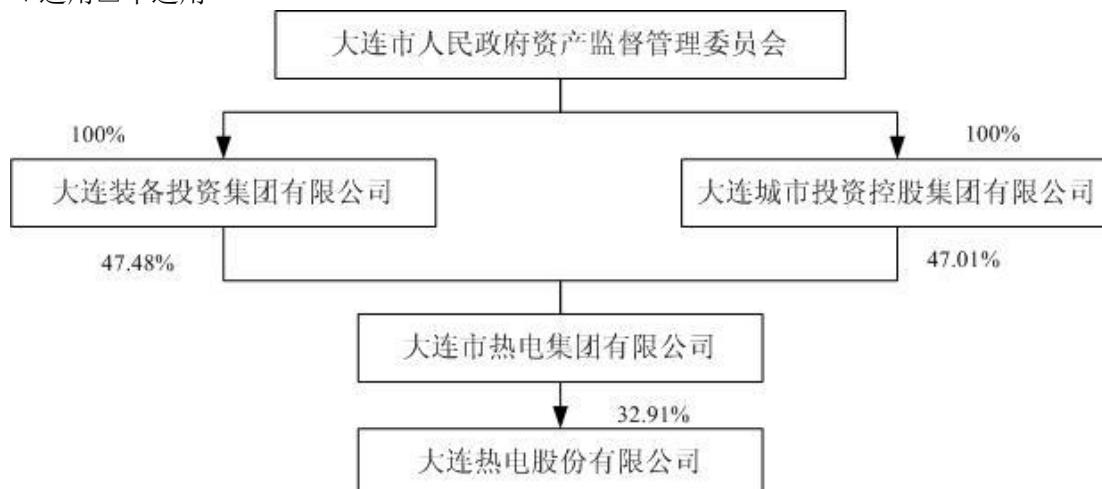 大连市人民政府资产监督管理委员会
100%
100%
大连装备投资集团有限公司
大连城市投资控股集团有限公司
47.48%
47.01%
大连市热电集团有限公司
32.91%
大连热电股份有限公司